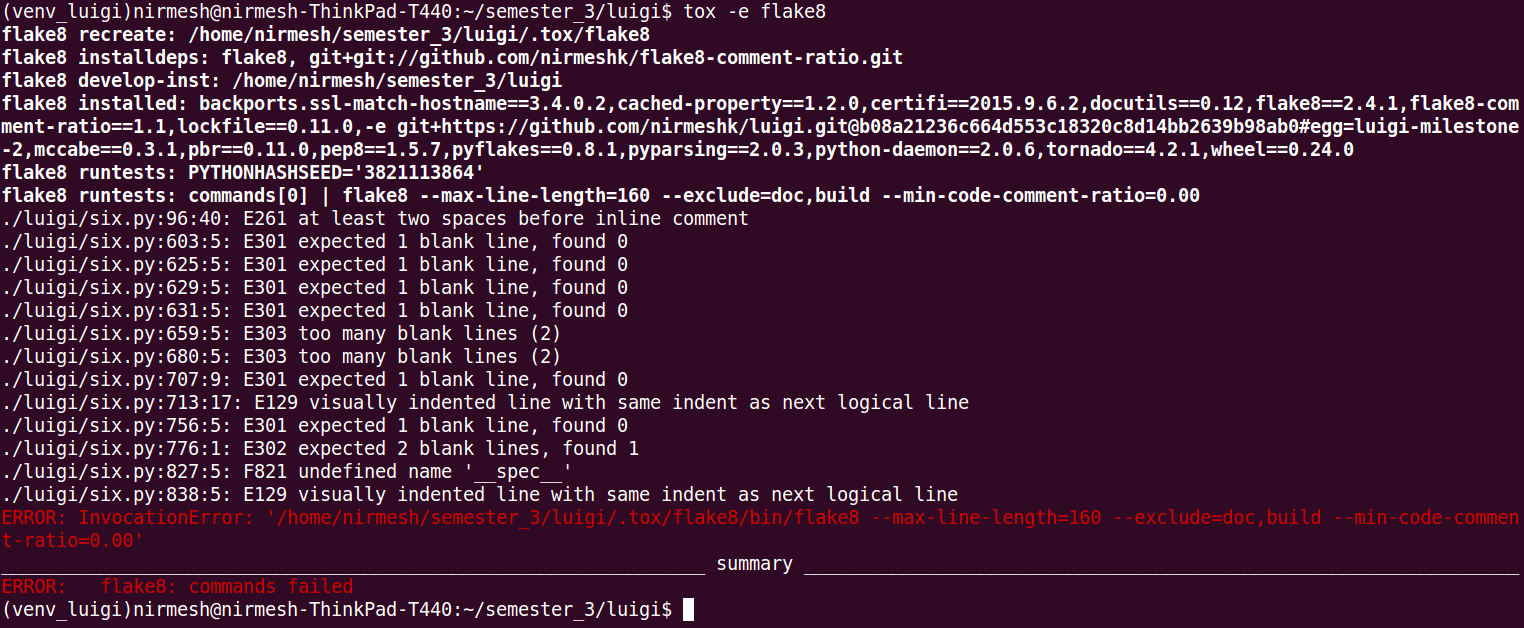 (venv_luigi)nirmesh@nirmesh-ThinkPad-T440:~/semester_3/luigi$ tox -e flake8
flake8 recreate: /home/nirmesh/semester_3/luigi/.tox/flake8
flake8 installdeps: flake8, git+git://github.com/nirmeshk/flake8-comment-ratio.git
flake8 develop-inst: /home/nirmesh/semester_3/luigi
flake8 installed: backports.ssl-match-hostname==3.4.0.2,cached-property==1.2.0,certifi==2015.9.6.2,docutils==0.12,flake8==2.4.1,flake8-com
ment-ratio==1.1,lockfile==0.11.0,-e git+https://github.com/nirmeshk/luigi.git@b08a21236c664d553c18320c8d14bb2639b98ab0#egg=luigi-milestone
-2,mccabe==0.3.1,pbr==0.11.0,pep8==1.5.7,pyflakes==0.8.1,pyparsing==2.0.3,python-daemon==2.0.6,tornado==4.2.1,wheel==0.24.0
flake8 runtests: PYTHONHASHSEED='3821113864'
flake8 runtests: commands[0] | flake8 --max-line-length=160 --exclude=doc,build --min-code-comment-ratio=0.00
./luigi/six.py:96:40: E261 at least two spaces before inline comment
./luigi/six.py:603:5: E301 expected 1 blank line, found 0
./luigi/six.py:625:5: E301 expected 1 blank line, found 0
./luigi/six.py:629:5: E301 expected 1 blank line, found 0
./luigi/six.py:631:5: E301 expected 1 blank line, found 0
./luigi/six.py:659:5: E303 too many blank lines (2)
./luigi/six.py:680:5: E303 too many blank lines (2)
./luigi/six.py:707:9: E301 expected 1 blank line, found 0
./luigi/six.py:713:17: E129 visually indented line with same indent as next logical line
./luigi/six.py:756:5: E301 expected 1 blank line, found 0
./luigi/six.py:776:1: E302 expected 2 blank lines, found 1
./luigi/six.py:827:5: F821 undefined name '__spec__'
./luigi/six.py:838:5: E129 visually indented line with same indent as next logical line
ERROR: InvocationError: '/home/nirmesh/semester_3/luigi/.tox/flake8/bin/flake8 --max-line-length=160 --exclude=doc,build --min-code-commen
t-ratio=0.00'
________________________________________________________________ summary _________________________________________________________________
ERROR:   flake8: commands failed
(venv_luigi)nirmesh@nirmesh-ThinkPad-T440:~/semester_3/luigi$